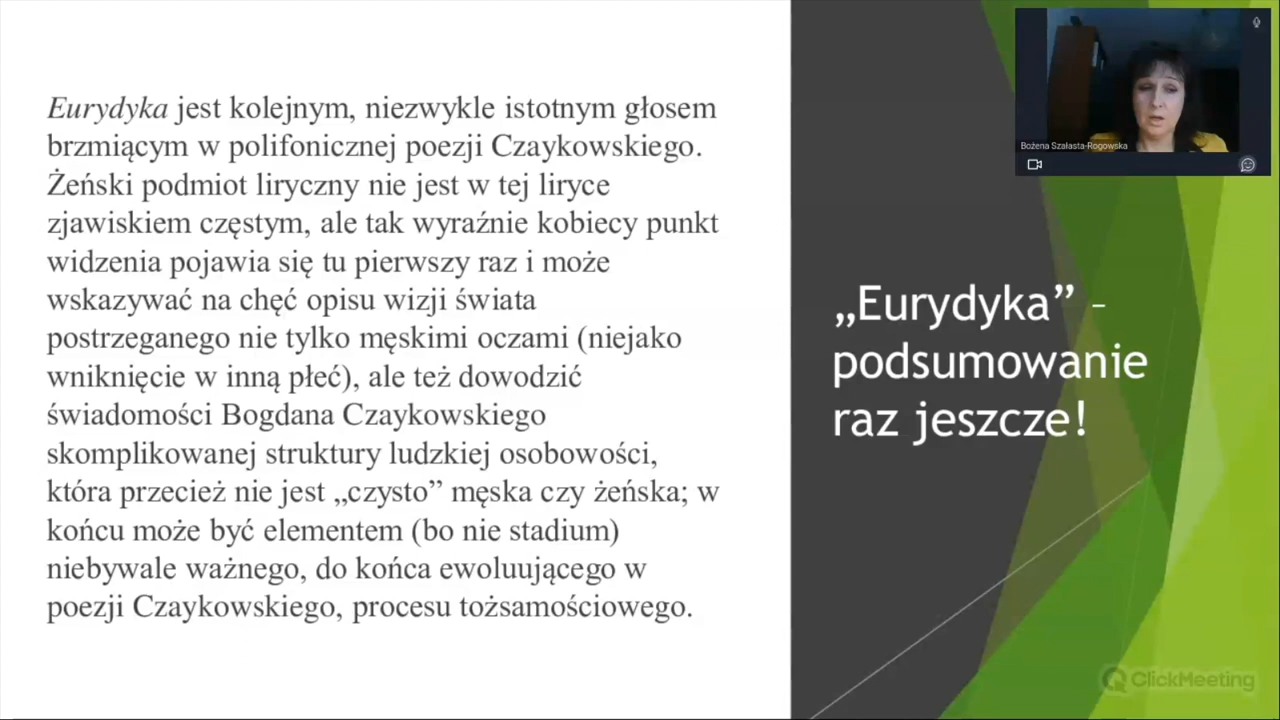 Eurydyka jest kolejnym, niezwykle istotnym głosem
brzmiącym w polifonicznej poezji Czaykowskiego.
Żeński podmiot liryczny nie jest w tej liryce
zjawiskiem częstym, ale tak wyraźnie kobiecy punkt
widzenia pojawia się tu pierwszy raz i może
wskazywać na chęć opisu wizji świata
postrzeganego nie tylko męskimi oczami (niejako
wniknięcie w inną płeć), ale też dowodzić
świadomości Bogdana Czaykowskiego
skomplikowanej struktury ludzkiej osobowości,
która przecież nie jest „czysto” męska czy żeńska; w
końcu może być elementem (bo nie stadium)
niebywale ważnego, do końca ewoluującego w
poezji Czaykowskiego, procesu tożsamościowego.
„Eurydyka” –
podsumowanie
raz jeszcze!
Bożena Szałasta-Rogowska
ClickMeeting